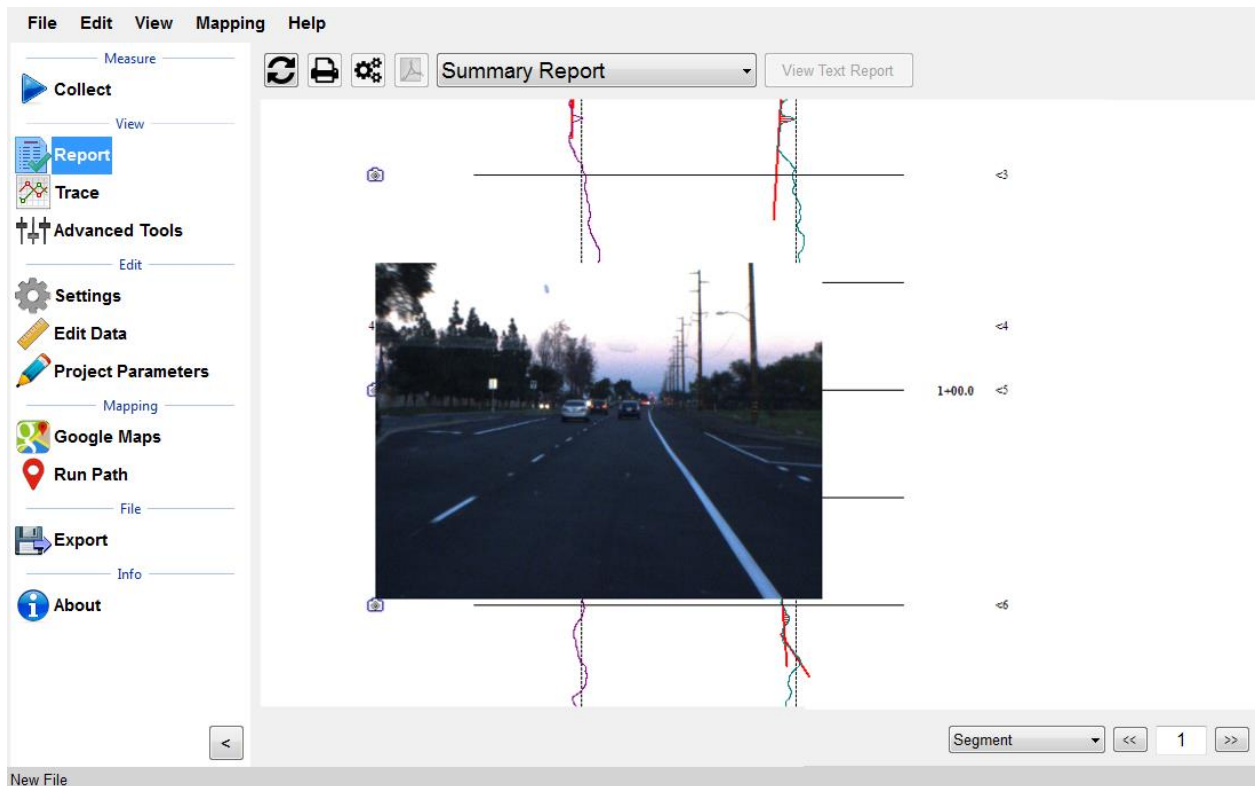 File Edit View Mapping Help
Measure
Collect
View
Report
Trace
Advanced Tools
Edit
Settings
Edit Data
Project Parameters
Mapping
Google Maps
Run Path
File
Export
Info
About
<
New File
Summary Report
View Text Report
<3
4
<4
1+00.0 <5
<6
Segment << 1 >>